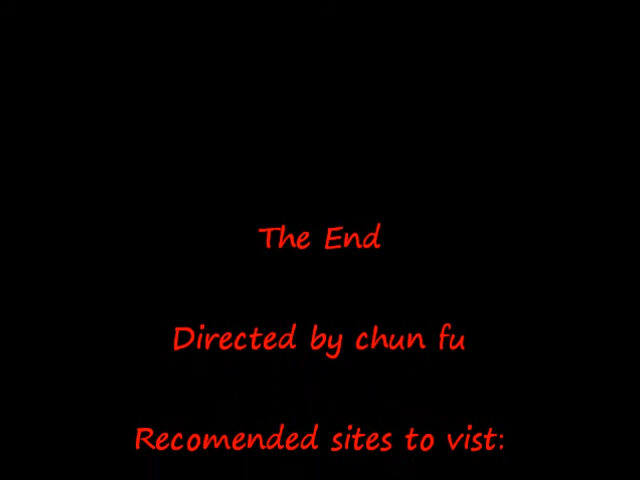 The End
Directed by chun fu
Recomended sites to vist: